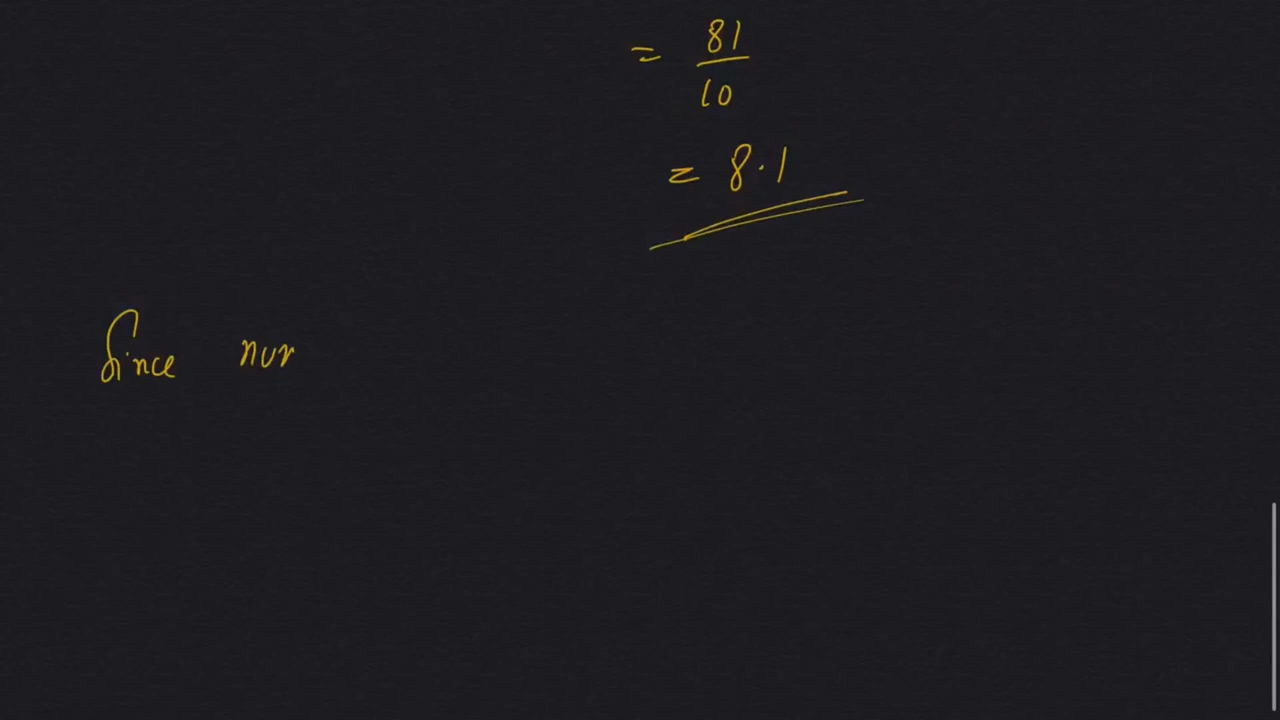 = 81/10
= 8.1
Since nur